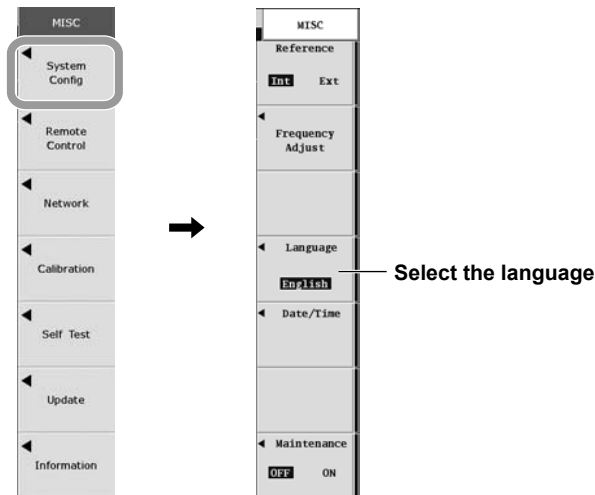 MISC
System
Config
Remote
Control
Network
Calibration
Self Test
Update
Information
MISC
Reference
Int Ext
Frequency
Adjust
Language
English
Date/Time
Maintenance
OFF ON
Select the language